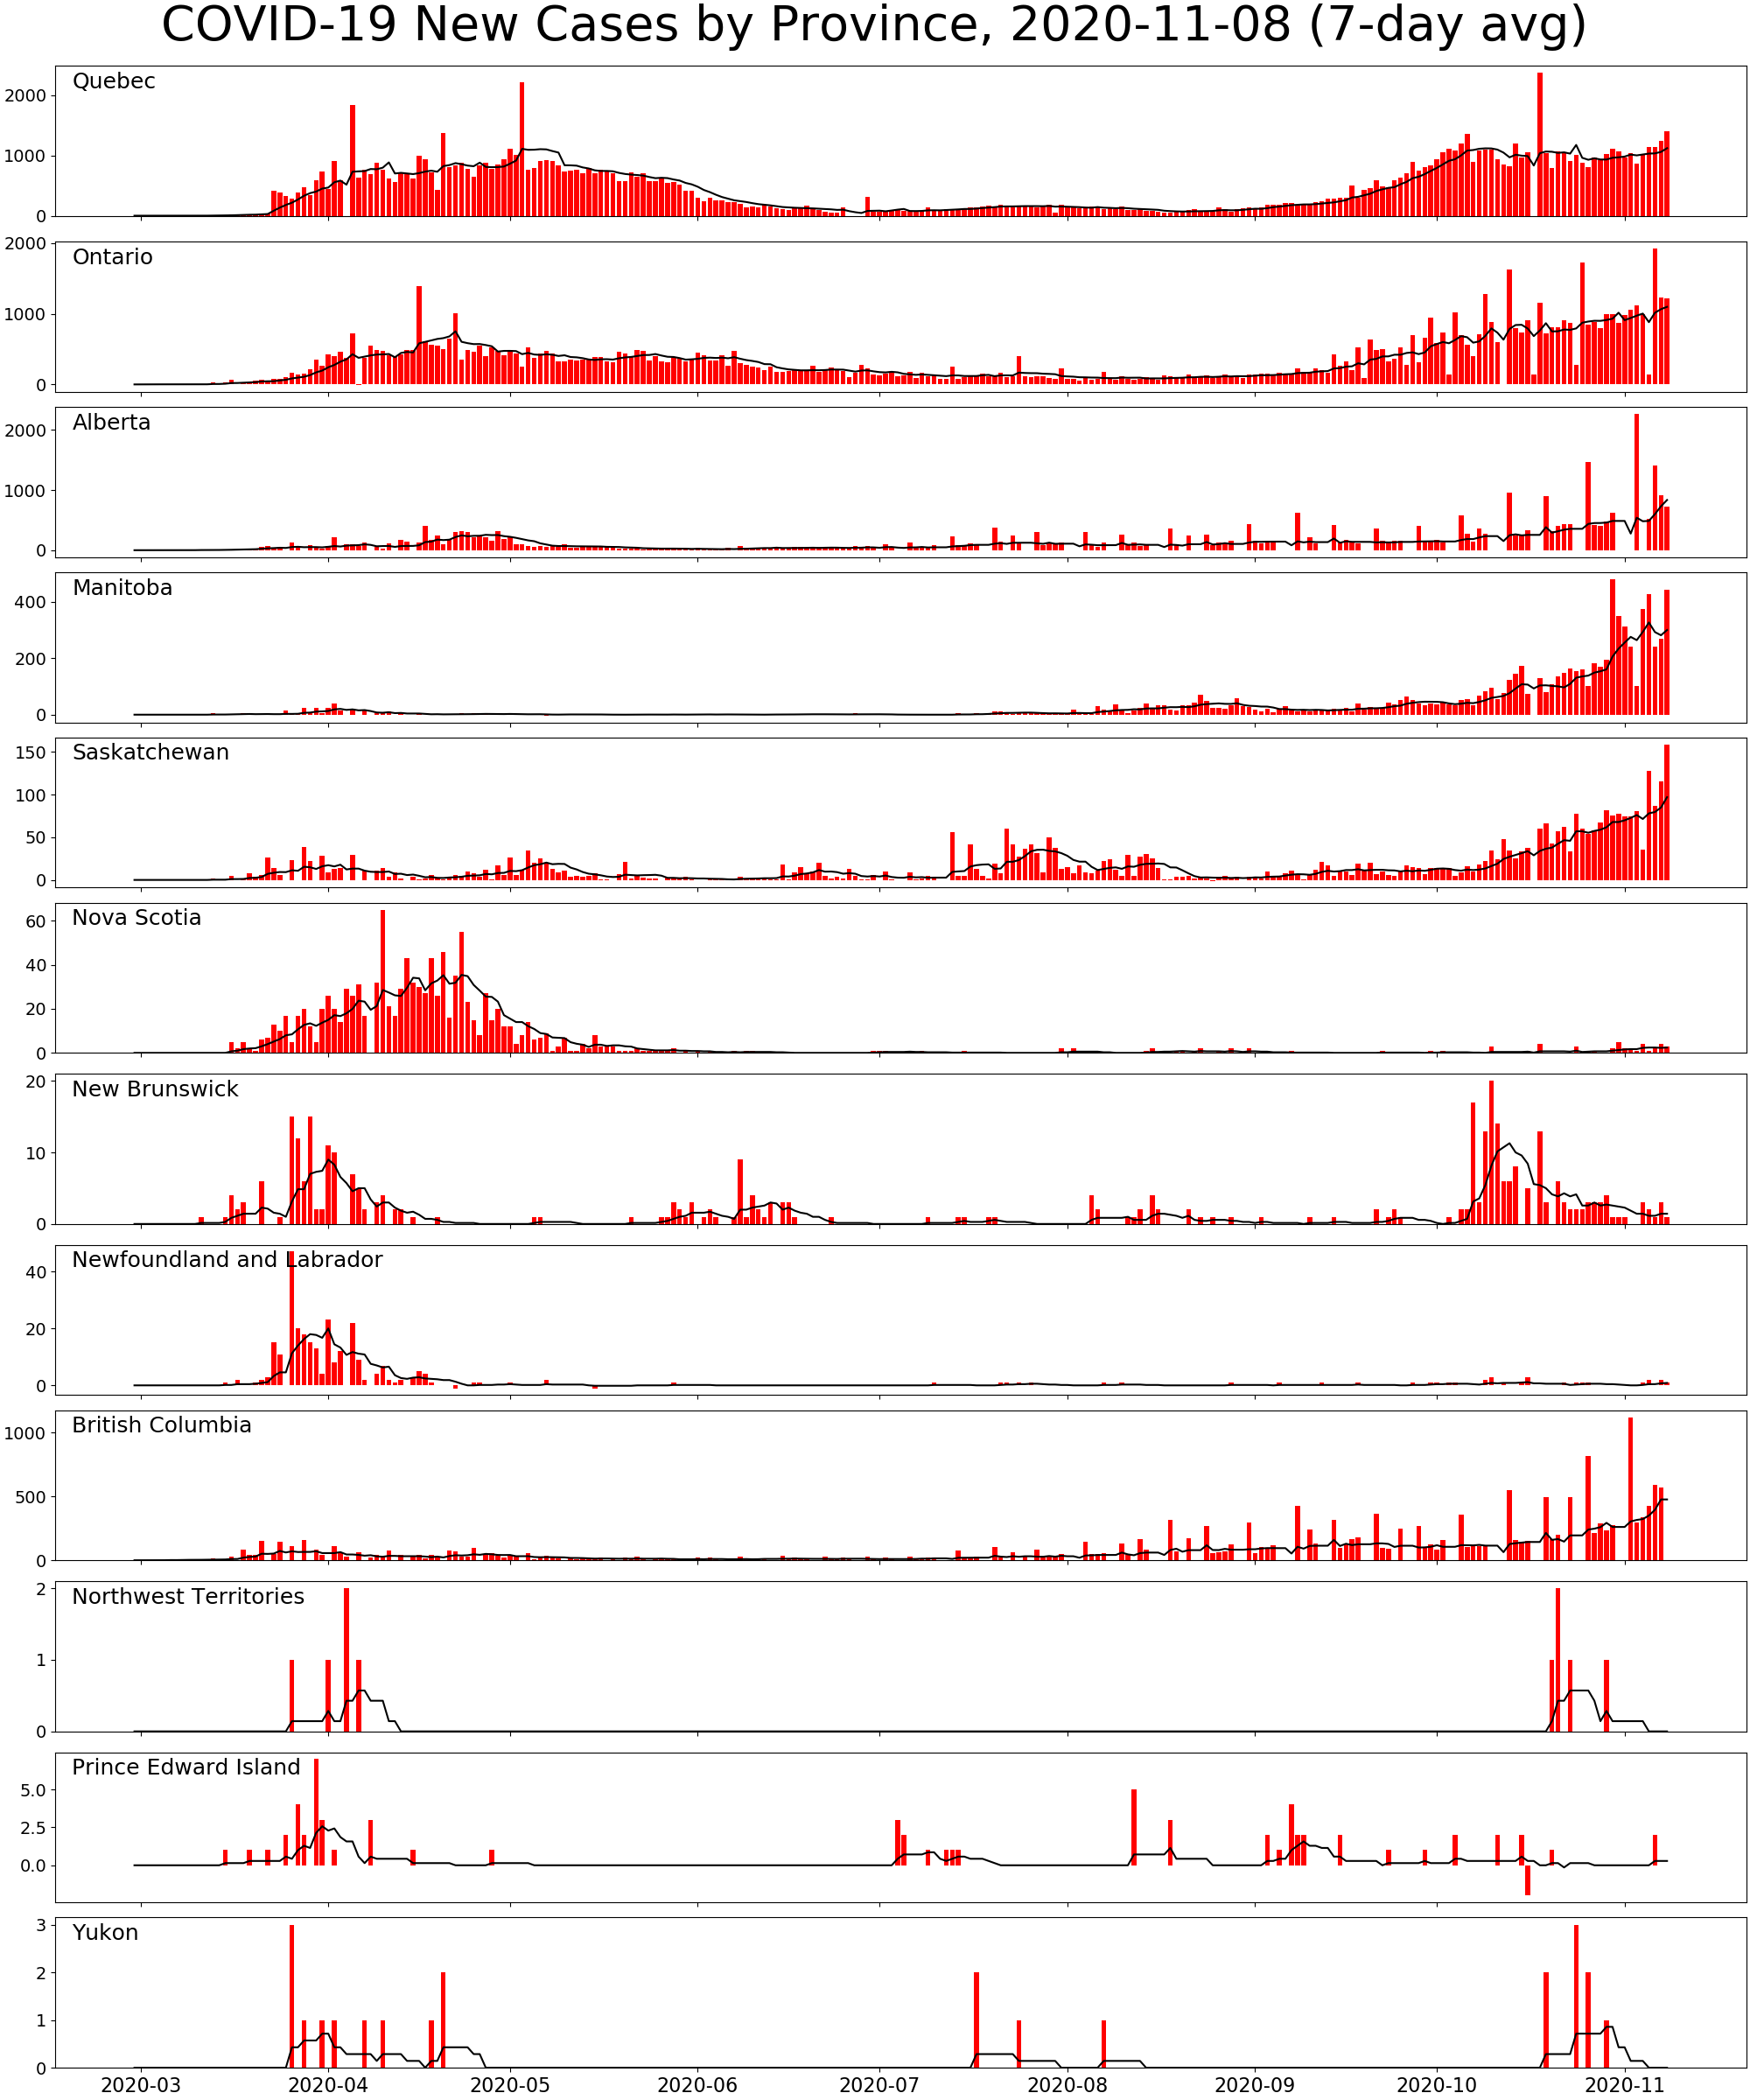 COVID-19 New Cases by Province, 2020-11-08 (7-day avg)
Quebec
2000
1000
0
Ontario
2000
1000
0
Alberta
2000
1000
0
Manitoba
400
200
0
Saskatchewan
150
100
50
0
Nova Scotia
60
40
20
0
New Brunswick
20
10
0
Newfoundland and Labrador
40
20
0
British Columbia
1000
500
0
Northwest Territories
2
1
0
Prince Edward Island
5.0
2.5
0.0
Yukon
3
2
1
0
2020-03 2020-04 2020-05 2020-06 2020-07 2020-08 2020-09 2020-10 2020-11